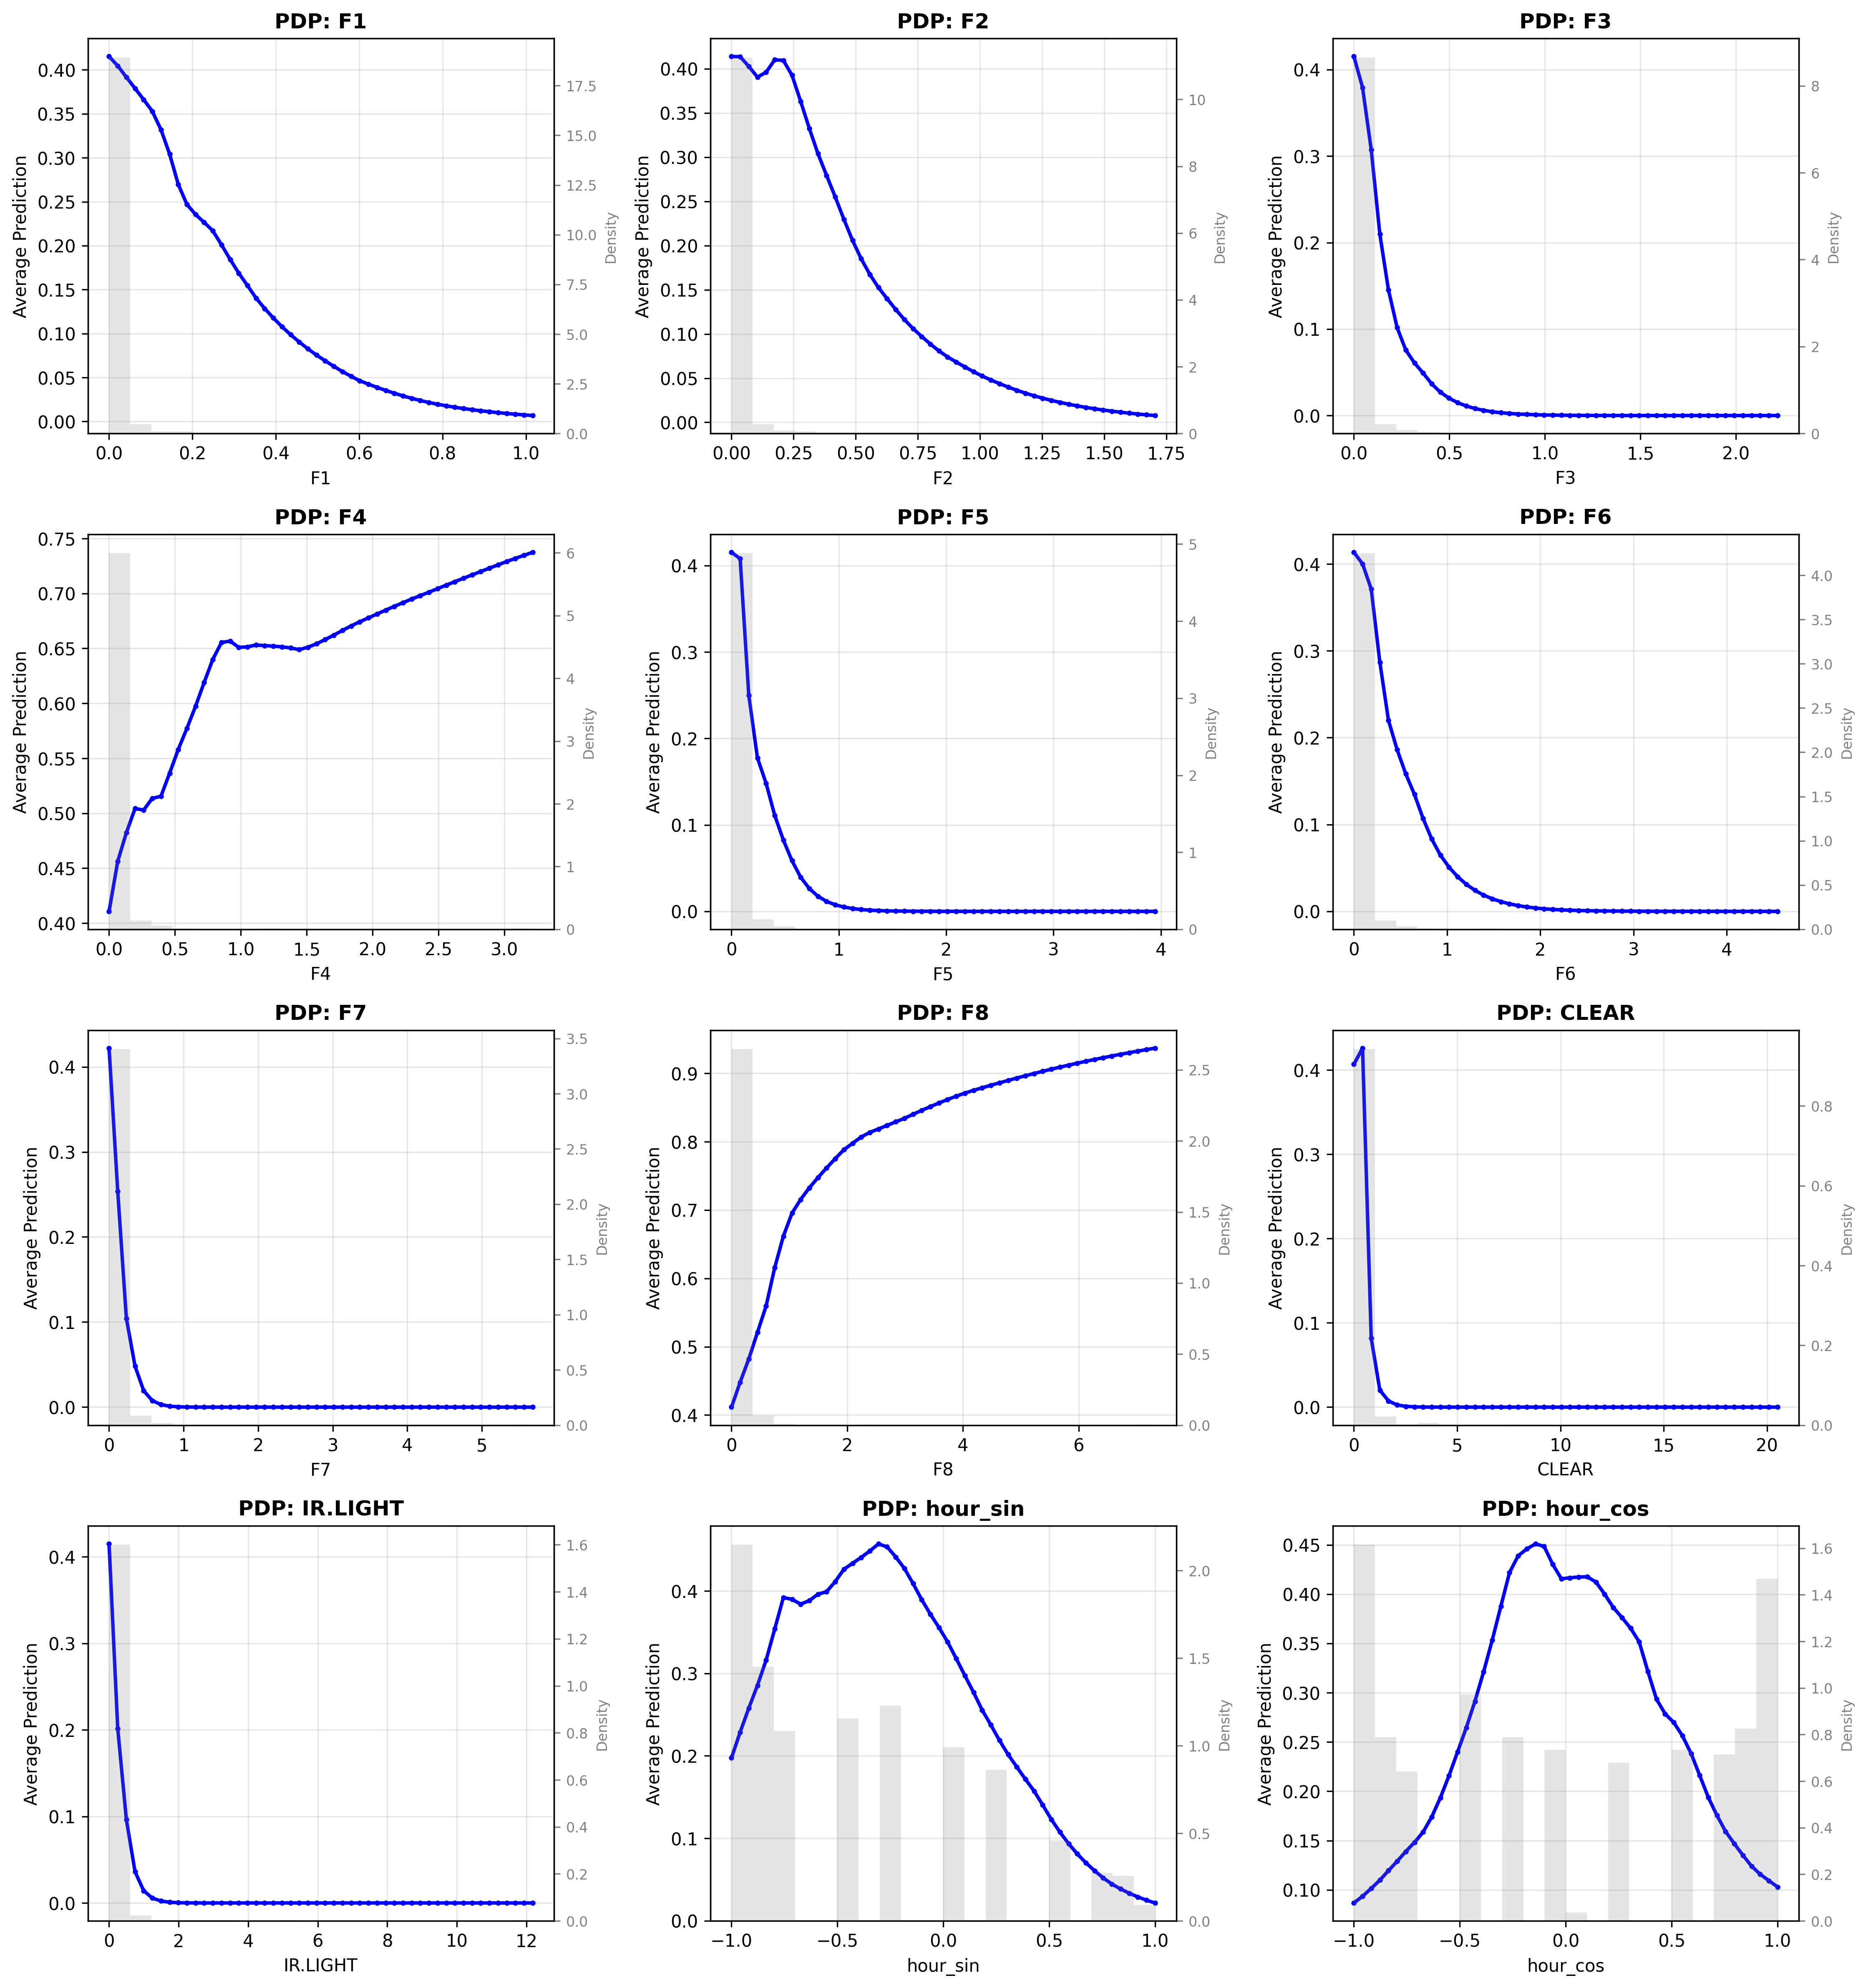 PDP: F1
Average Prediction
0.40
0.35
0.30
0.25
0.20
0.15
0.10
0.05
0.00
17.5
15.0
12.5
10.0
7.5
5.0
2.5
0.0
Density
0.0 0.2 0.4 0.6 0.8 1.0
F1
PDP: F2
Average Prediction
0.40
0.35
0.30
0.25
0.20
0.15
0.10
0.05
0.00
10
8
6
4
2
0
Density
0.00 0.25 0.50 0.75 1.00 1.25 1.50 1.75
F2
PDP: F3
Average Prediction
0.4
0.3
0.2
0.1
0.0
8
6
4
2
0
Density
0.0 0.5 1.0 1.5 2.0
F3
PDP: F4
Average Prediction
0.75
0.70
0.65
0.60
0.55
0.50
0.45
0.40
6
5
4
3
2
1
0
Density
0.0 0.5 1.0 1.5 2.0 2.5 3.0
F4
PDP: F5
Average Prediction
0.4
0.3
0.2
0.1
0.0
5
4
3
2
1
0
Density
0 1 2 3 4
F5
PDP: F6
Average Prediction
0.4
0.3
0.2
0.1
0.0
4.0
3.5
3.0
2.5
2.0
1.5
1.0
0.5
0.0
Density
0 1 2 3 4
F6
PDP: F7
Average Prediction
0.4
0.3
0.2
0.1
0.0
3.5
3.0
2.5
2.0
1.5
1.0
0.5
0.0
Density
0 1 2 3 4 5
F7
PDP: F8
Average Prediction
0.9
0.8
0.7
0.6
0.5
0.4
2.5
2.0
1.5
1.0
0.5
0.0
Density
0 2 4 6
F8
PDP: CLEAR
Average Prediction
0.4
0.3
0.2
0.1
0.0
0.8
0.6
0.4
0.2
0.0
Density
0 5 10 15 20
CLEAR
PDP: IR.LIGHT
Average Prediction
0.4
0.3
0.2
0.1
0.0
1.6
1.4
1.2
1.0
0.8
0.6
0.4
0.2
0.0
Density
0 2 4 6 8 10 12
IR.LIGHT
PDP: hour_sin
Average Prediction
0.4
0.3
0.2
0.1
0.0
2.0
1.5
1.0
0.5
0.0
Density
−1.0 −0.5 0.0 0.5 1.0
hour_sin
PDP: hour_cos
Average Prediction
0.45
0.40
0.35
0.30
0.25
0.20
0.15
0.10
1.6
1.4
1.2
1.0
0.8
0.6
0.4
0.2
0.0
Density
−1.0 −0.5 0.0 0.5 1.0
hour_cos